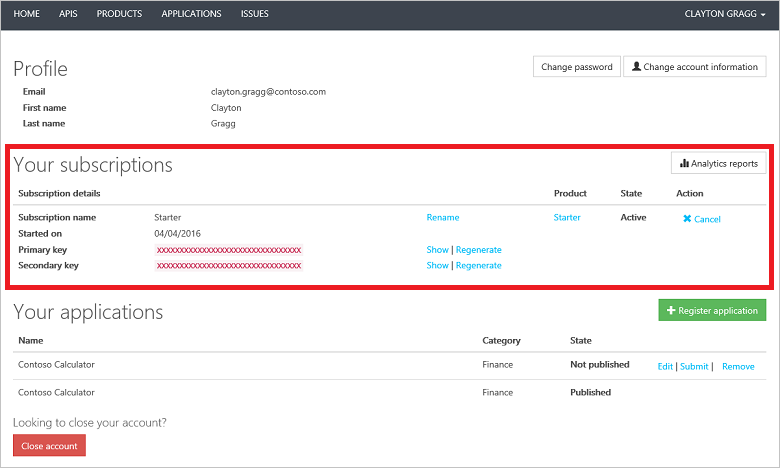 HOME APIS PRODUCTS APPLICATIONS ISSUES CLAYTON GRAGG
Profile Change password Change account information
Email clayton.gragg@contoso.com
First name Clayton
Last name Gragg
Your subscriptions Analytics reports
Subscription details Product State Action
Subscription name Starter Rename Starter Active Cancel
Started on 04/04/2016
Primary key XXXXXXXXXXXXXXXXXXXXXXXXXXXXXXXX Show | Regenerate
Secondary key XXXXXXXXXXXXXXXXXXXXXXXXXXXXXXXX Show | Regenerate
Your applications Register application
Name Category State
Contoso Calculator Finance Not published Edit | Submit | Remove
Contoso Calculator Finance Published
Looking to close your account?
Close account